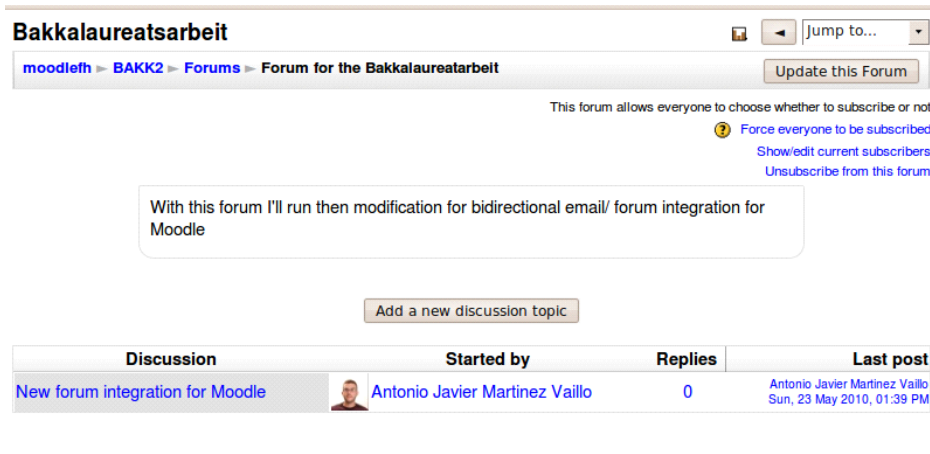 Bakkalaureatsarbeit
◄ Jump to...
moodlefh ► BAKK2 ► Forums ► Forum for the Bakkalaureatarbeit
Update this Forum
This forum allows everyone to choose whether to subscribe or not
? Force everyone to be subscribed
Show/edit current subscribers
Unsubscribe from this forum
With this forum I'll run then modification for bidirectional email/ forum integration for
Moodle
Add a new discussion topic
Discussion Started by Replies Last post
New forum integration for Moodle Antonio Javier Martinez Vaillo 0 Antonio Javier Martinez Vaillo
Sun, 23 May 2010, 01:39 PM